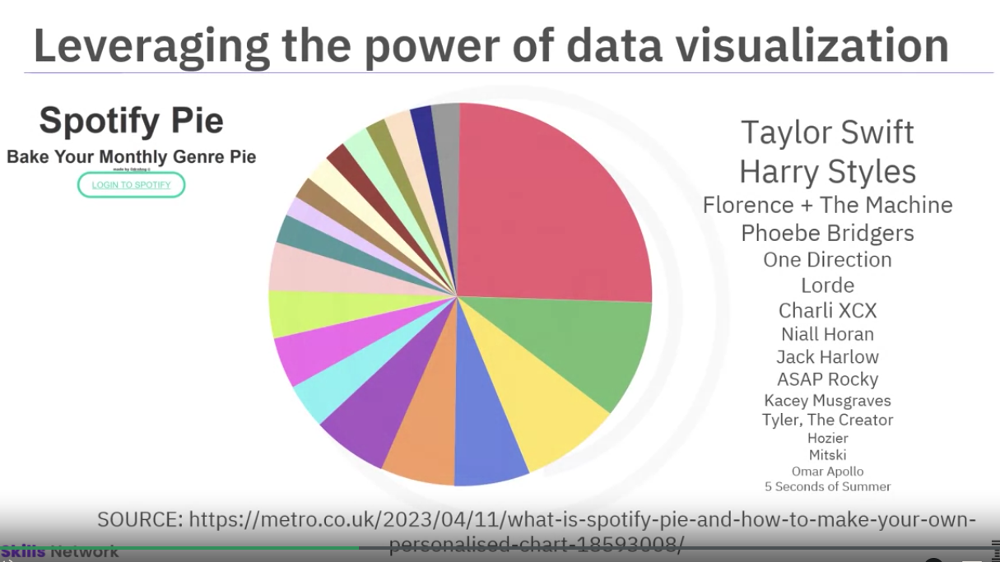 Leveraging the power of data visualization
Spotify Pie
Bake Your Monthly Genre Pie
made by
LOGIN TO SPOTIFY
Taylor Swift
Harry Styles
Florence + The Machine
Phoebe Bridgers
One Direction
Lorde
Charli XCX
Niall Horan
Jack Harlow
ASAP Rocky
Kacey Musgraves
Tyler, The Creator
Hozier
Mitski
Omar Apollo
5 Seconds of Summer
SOURCE: https://metro.co.uk/2023/04/11/what-is-spotify-pie-and-how-to-make-your-own-
personalised-chart-18593008/
Skills Network